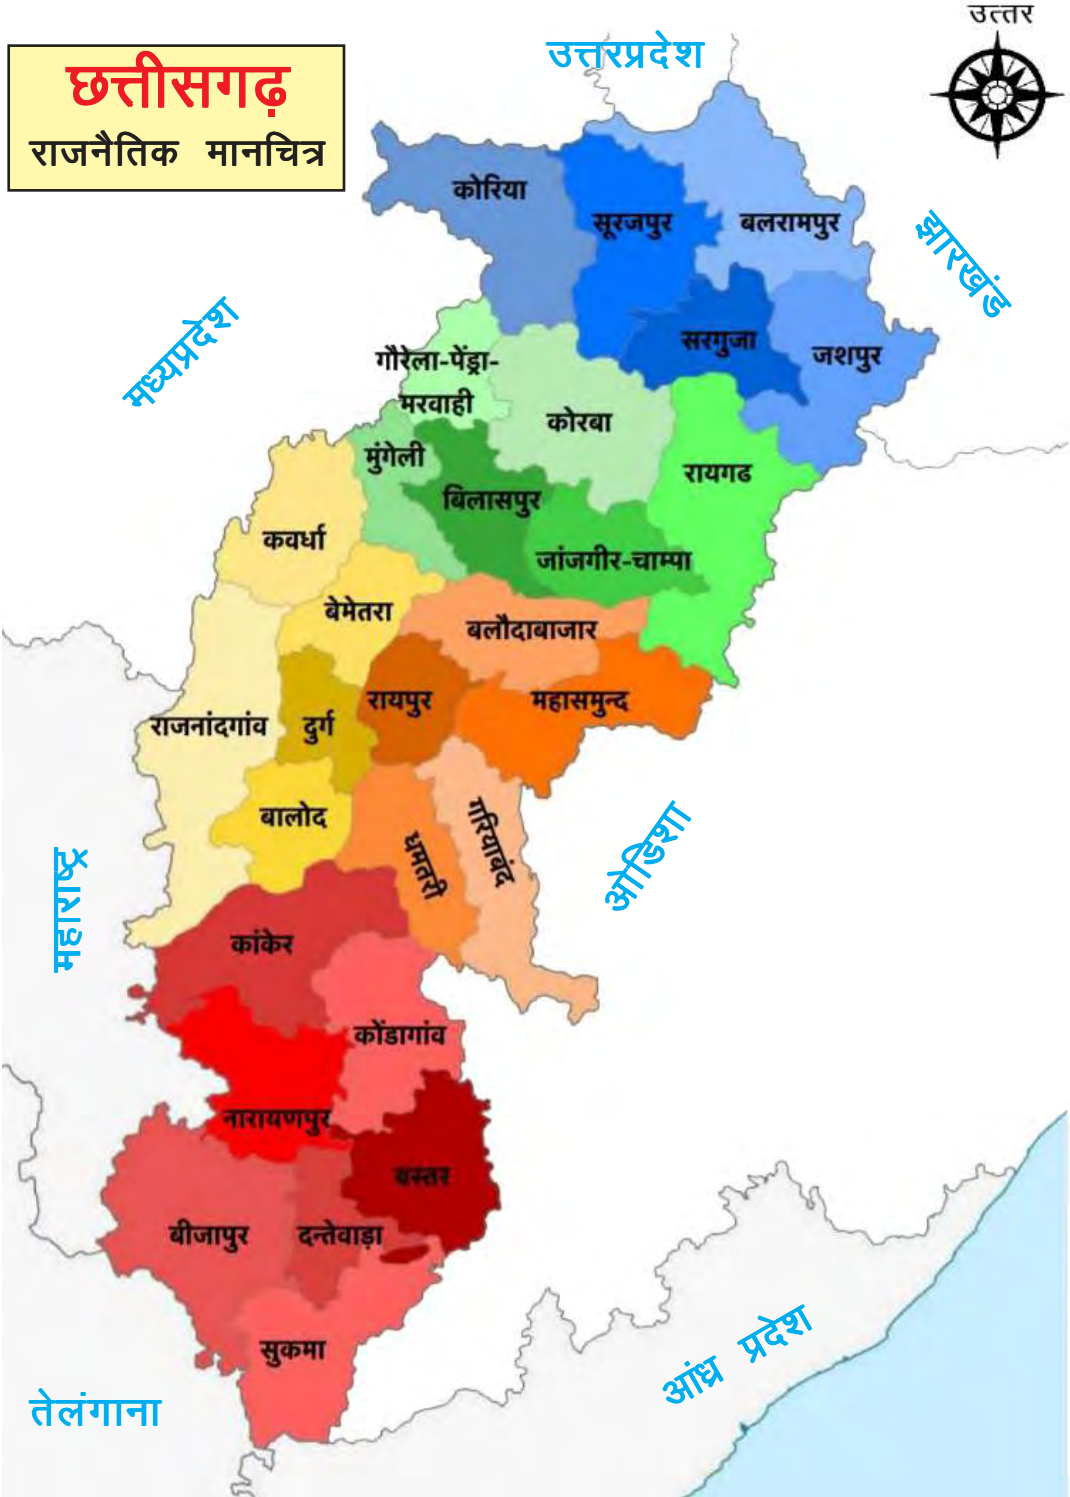 उत्तर
उत्तरप्रदेश
छत्तीसगढ़
राजनैतिक मानचित्र
कोरिया
सूरजपुर
बलरामपुर
झारखंड
मध्यप्रदेश
सरगुजा
जशपुर
गौरेला-पेंड्रा-
मरवाही
कोरबा
मुंगेली
रायगढ
बिलासपुर
कवर्धा
जांजगीर-चाम्पा
बेमेतरा
बलौदाबाजार
राजनांदगांव
दुर्ग
रायपुर
महासमुन्द
बालोद
धमतरी
गरियाबंद
ओडिशा
महाराष्ट्र
कांकेर
कोंडागांव
नारायणपुर
बस्तर
बीजापुर
दन्तेवाड़ा
सुकमा
आंध्र प्रदेश
तेलंगाना